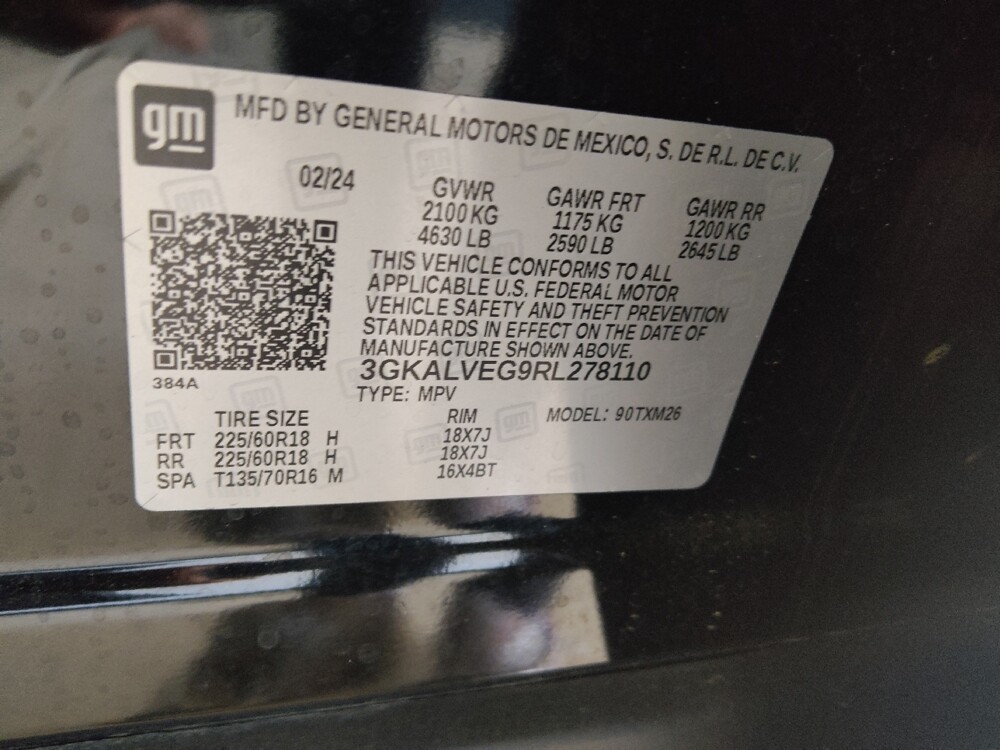 gm
MFD BY GENERAL MOTORS DE MEXICO, S. DE R.L. DE C.V.
02/24
GVWR
2100 KG
4630 LB
GAWR FRT
1175 KG
2590 LB
GAWR RR
1200 KG
2645 LB
THIS VEHICLE CONFORMS TO ALL
APPLICABLE U.S. FEDERAL MOTOR
VEHICLE SAFETY AND THEFT PREVENTION
STANDARDS IN EFFECT ON THE DATE OF
MANUFACTURE SHOWN ABOVE.
3GKALVEG9RL278110
384A
TYPE: MPV
TIRE SIZE RIM MODEL: 90TXM26
FRT 225/60R18 H 18X7J
RR 225/60R18 H 18X7J
SPA T135/70R16 M 16X4BT